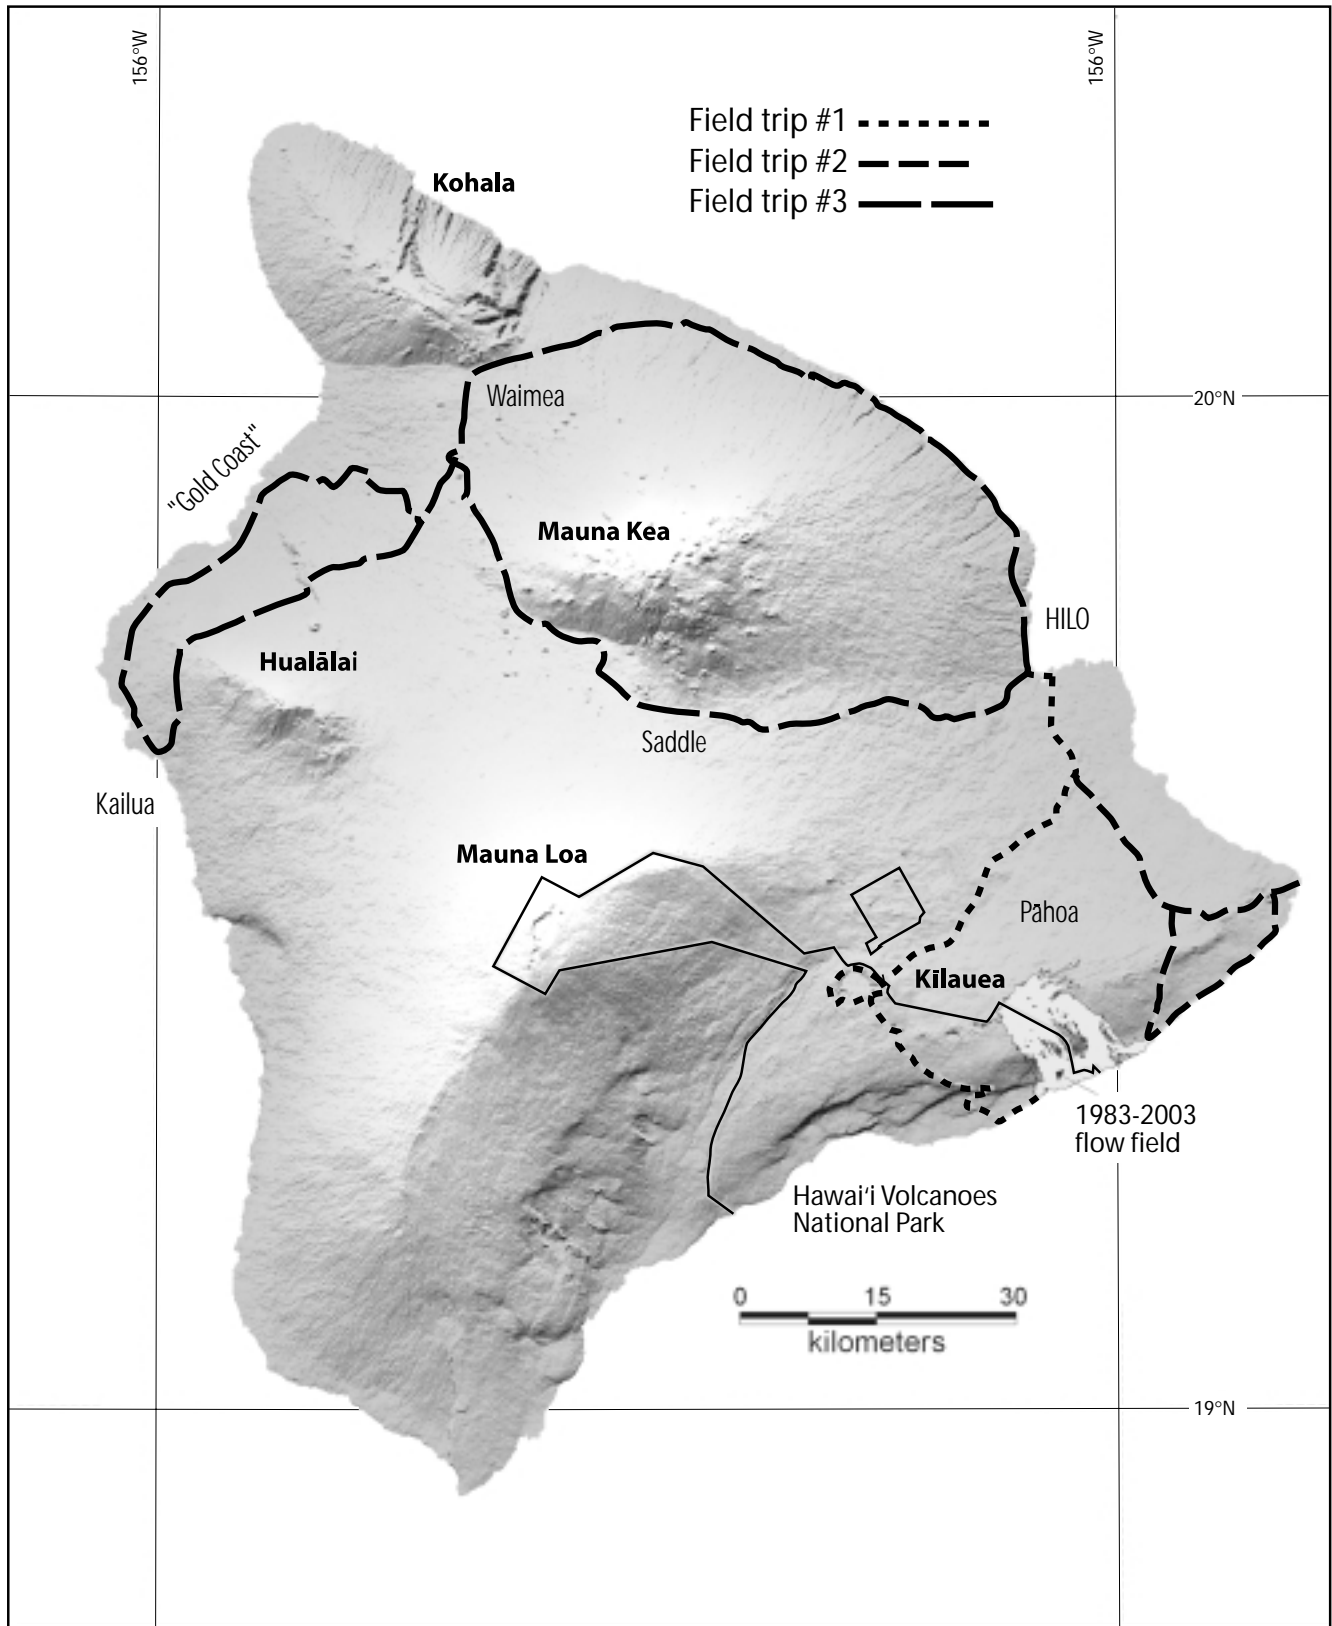 156°W
156°W
Field trip #1
Field trip #2
Field trip #3
Kohala
Waimea
20°N
"Gold Coast"
Mauna Kea
HILO
Hualālai
Saddle
Kailua
Mauna Loa
Pāhoa
Kīlauea
1983-2003
flow field
Hawai‘i Volcanoes
National Park
0 15 30
kilometers
19°N